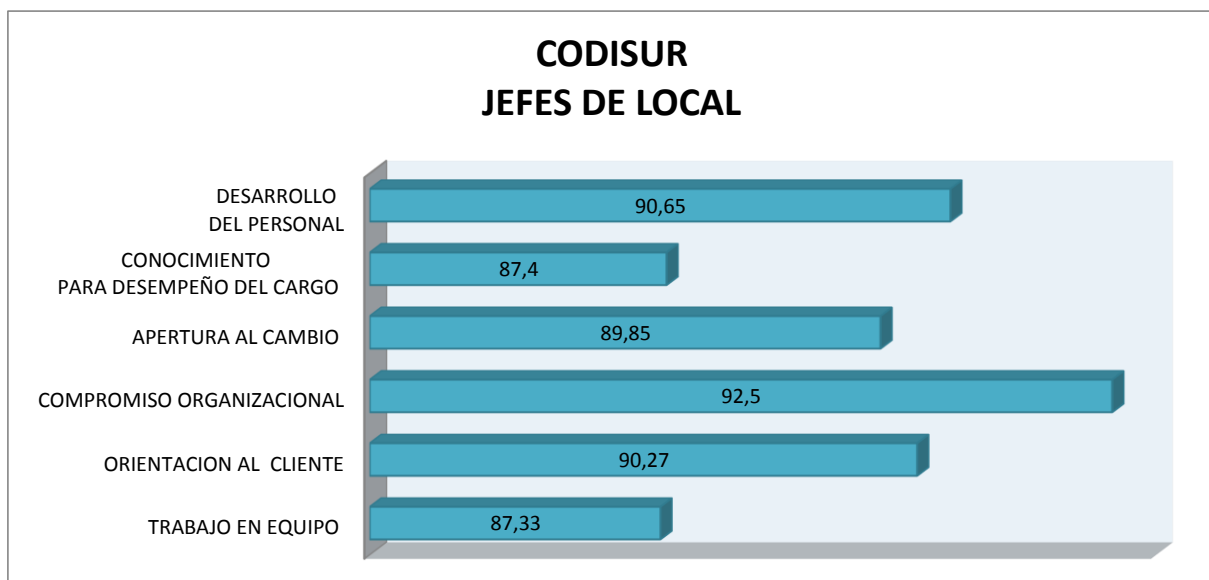 CODISUR
JEFES DE LOCAL
DESARROLLO
DEL PERSONAL
90,65
CONOCIMIENTO
PARA DESEMPEÑO DEL CARGO
87,4
APERTURA AL CAMBIO
89,85
COMPROMISO ORGANIZACIONAL
92,5
ORIENTACION AL CLIENTE
90,27
TRABAJO EN EQUIPO
87,33